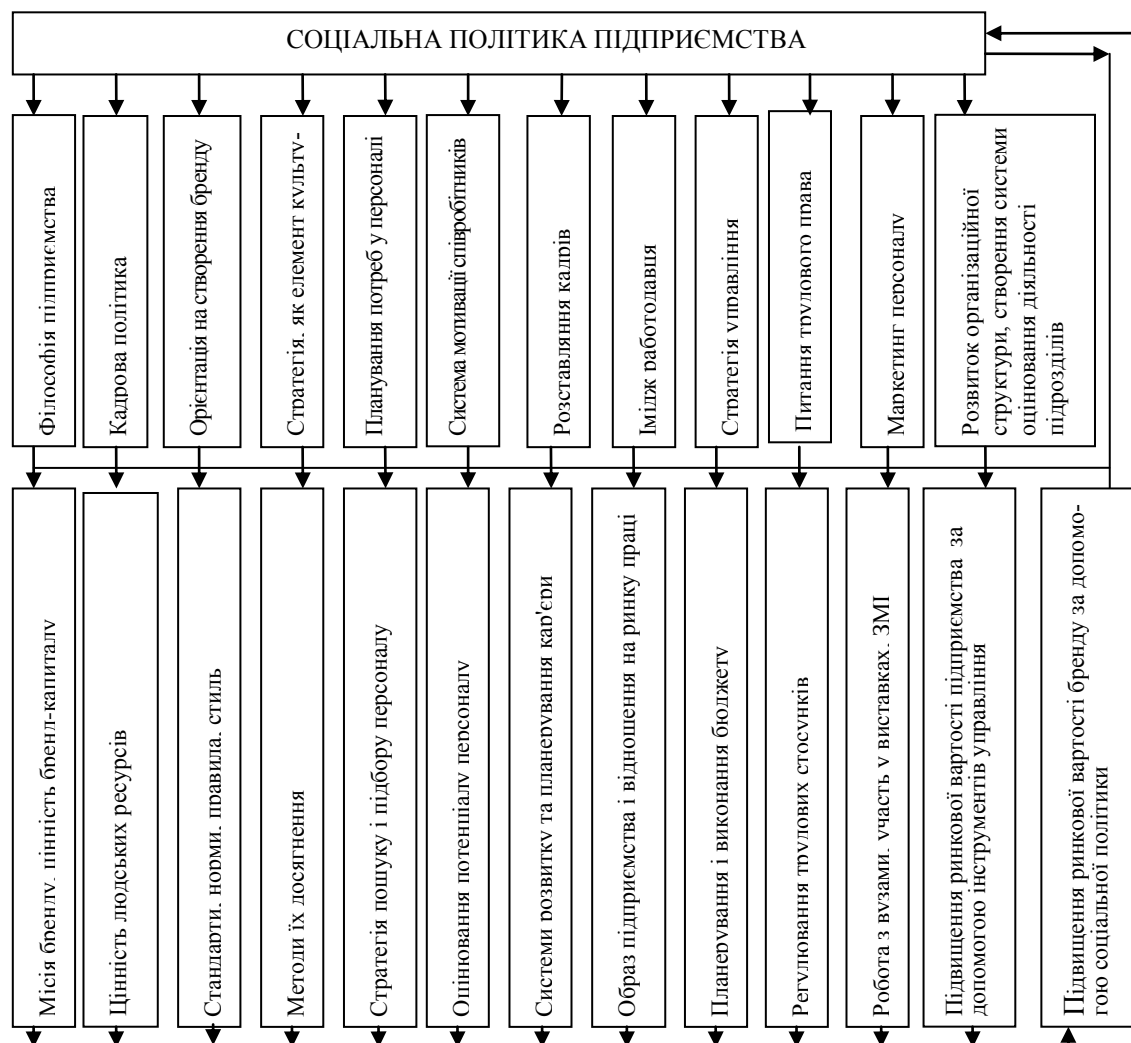 СОЦІАЛЬНА ПОЛІТИКА ПІДПРИЄМСТВА
Філософія підприємства
Кадрова політика
Орієнтація на створення бренду
Стратегія, як елемент культу-
Планування потреб у персоналі
Система мотивації співробітників
Розставляння кадрів
Імідж работодавця
Стратегія управління
Питання трудового права
Маркетинг персоналу
Розвиток організаційної
структури, створення системи
оцінювання діяльності
підрозділів
Місія бренду, цінність бренд-капіталу
Цінність людських ресурсів
Стандарти, норми, правила, стиль
Методи їх досягнення
Стратегія пошуку і підбору персоналу
Оцінювання потенціалу персоналу
Системи розвитку та планерування кар'єри
Образ підприємства і відношення на ринку праці
Планерування і виконання бюджету
Регулювання трудових стосунків
Робота з вузами, участь у виставках, ЗМІ
Підвищення ринкової вартості підприємства за
допомогою інструментів управління
Підвищення ринкової вартості бренду за допомо-
гою соціальної політики